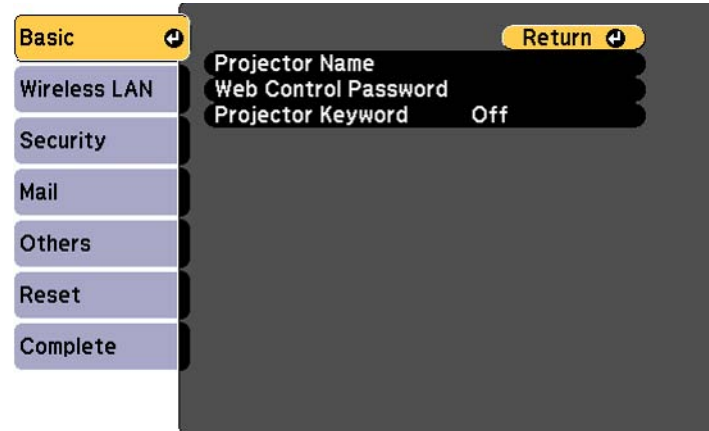 Basic
Wireless LAN
Security
Mail
Others
Reset
Complete
Return
Projector Name
Web Control Password
Projector Keyword Off